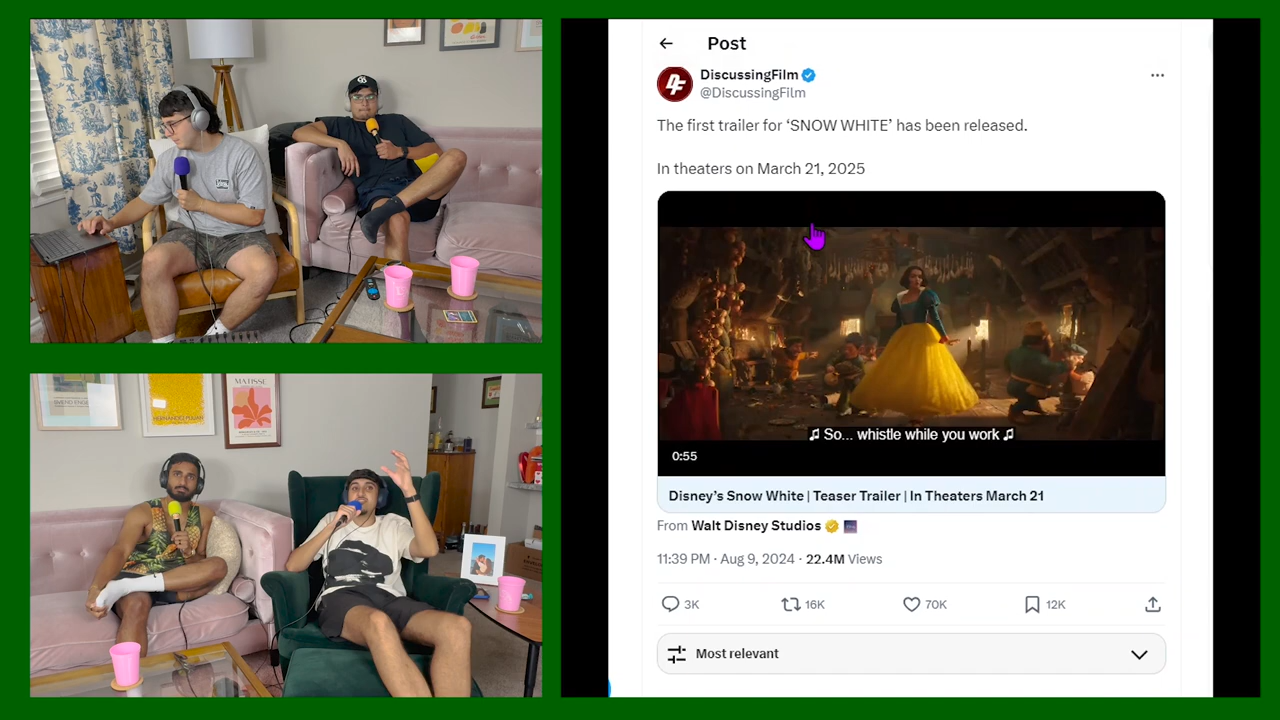 Post
DiscussingFilm
@DiscussingFilm
The first trailer for ‘SNOW WHITE’ has been released.
In theaters on March 21, 2025
♫ So... whistle while you work ♫
0:55
Disney’s Snow White | Teaser Trailer | In Theaters March 21
From Walt Disney Studios
11:39 PM · Aug 9, 2024 · 22.4M Views
3K
16K
70K
12K
Most relevant
MATISSE